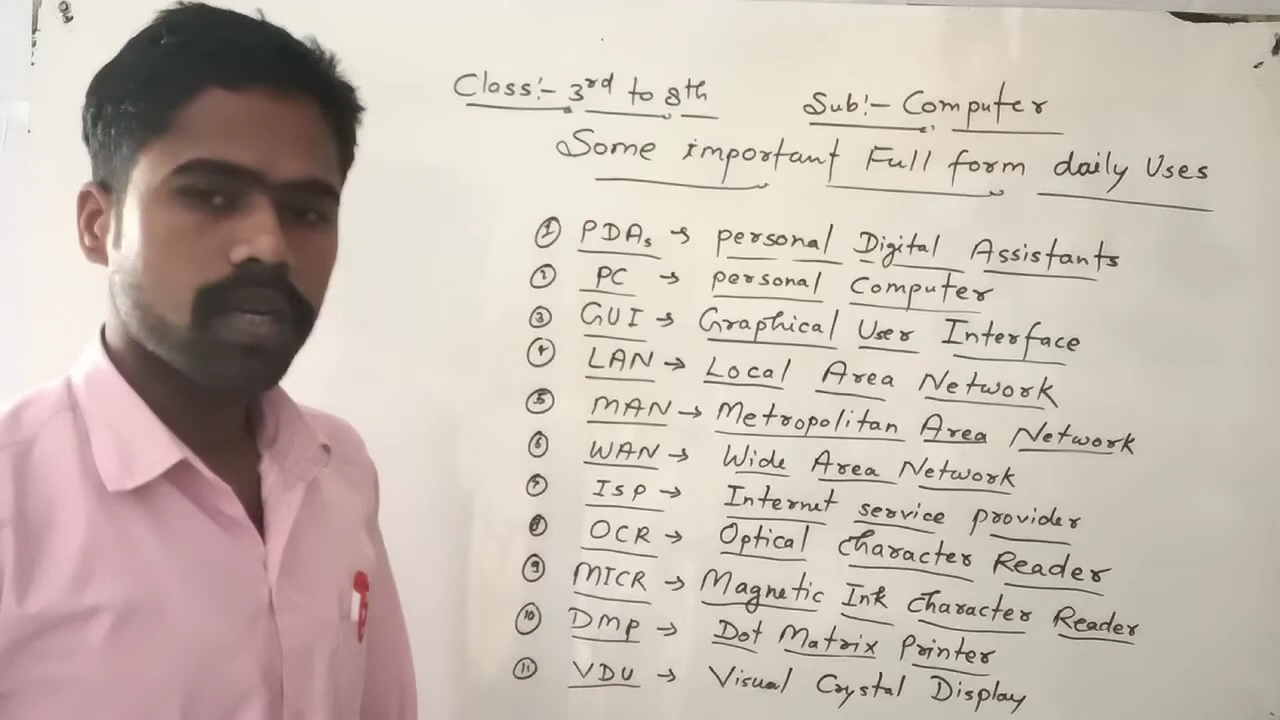 Class:- 3rd to 8th Sub:- Computer
Some important Full form daily Uses
① PDAs → personal Digital Assistants
② PC → personal Computer
③ GUI → Graphical User Interface
④ LAN → Local Area Network
⑤ MAN → Metropolitan Area Network
⑥ WAN → Wide Area Network
⑦ ISP → Internet service provider
⑧ OCR → Optical character Reader
⑨ MICR → Magnetic Ink character Reader
⑩ DMP → Dot Matrix Printer
⑪ VDU → Visual Crystal Display